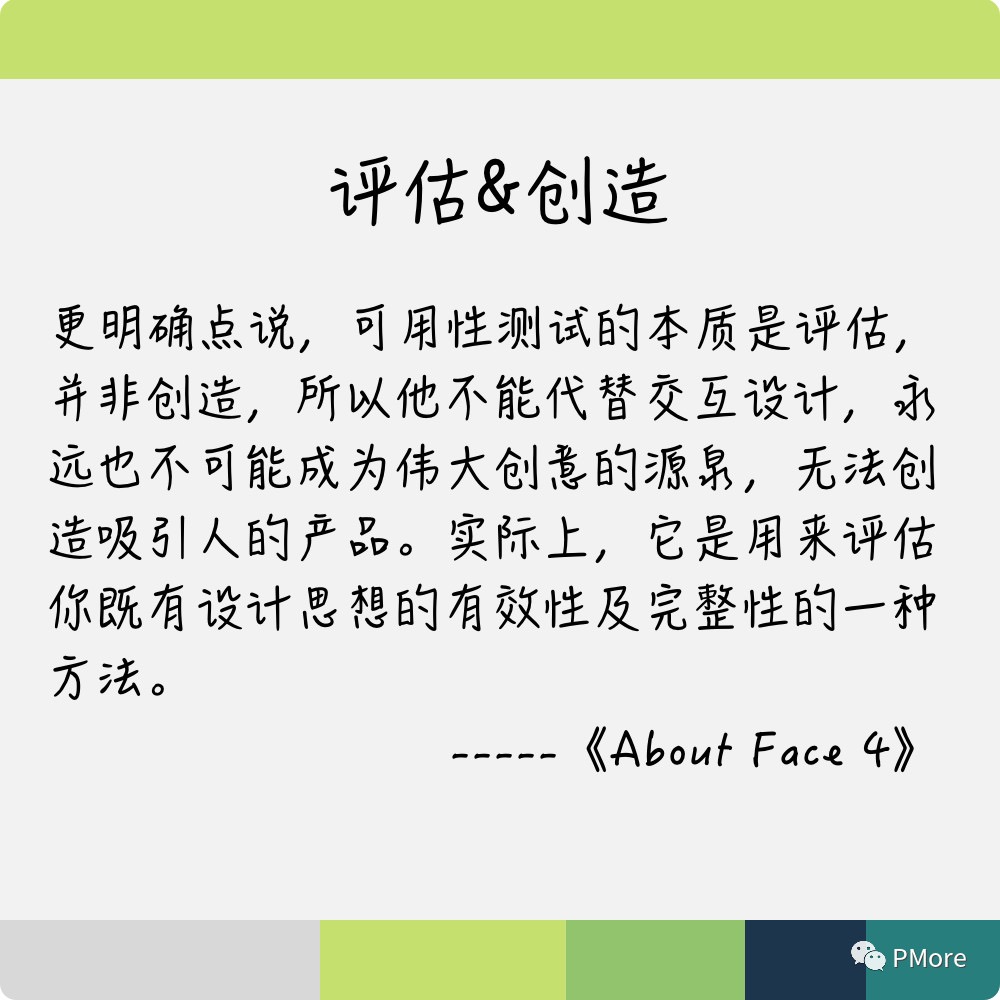 评估&创造
更明确点说，可用性测试的本质是评估，
并非创造，所以他不能代替交互设计，永
远也不可能成为伟大创意的源泉，无法创
造吸引人的产品。实际上，它是用来评估
你既有设计思想的有效性及完整性的一种
方法。
-----《About Face 4》
PMore